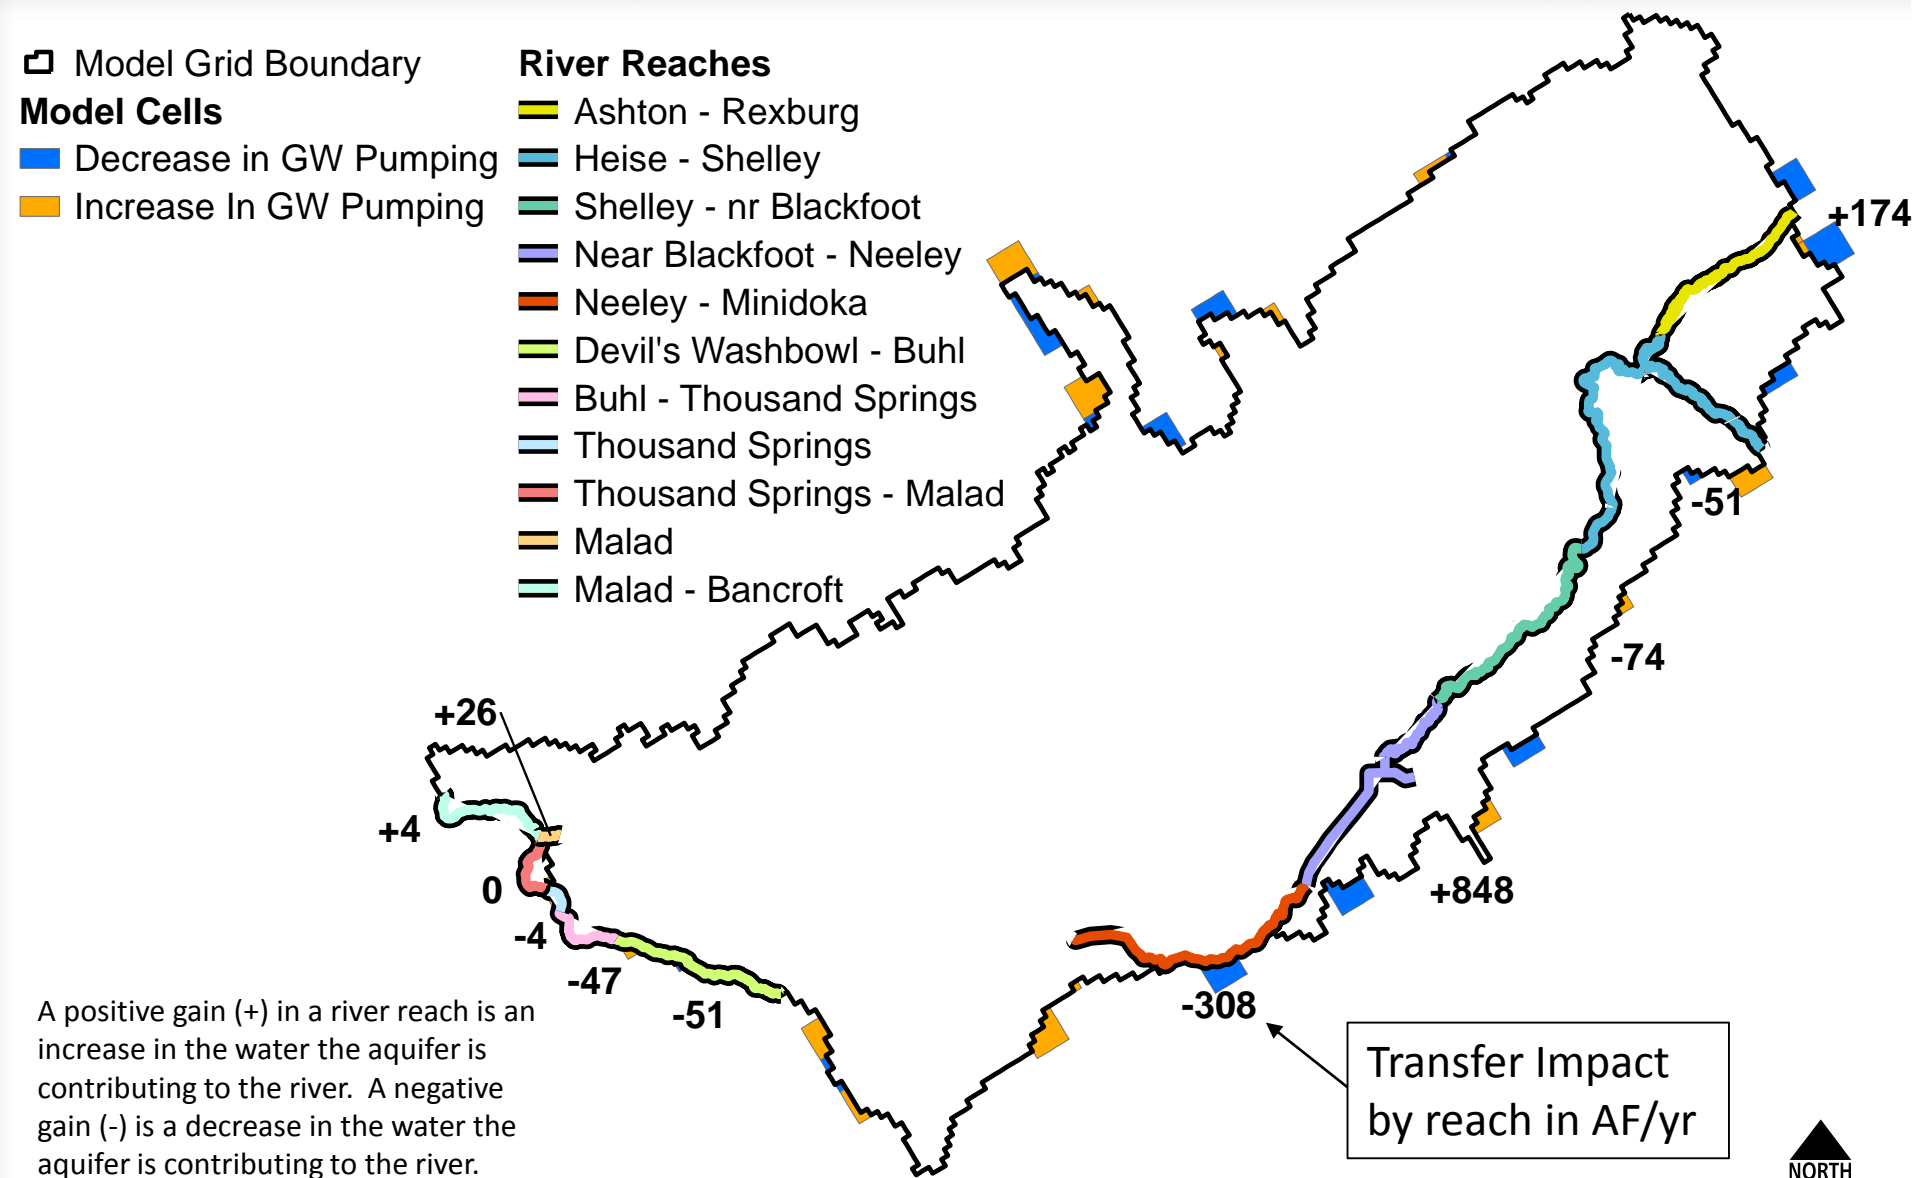 Model Grid Boundary
Model Cells
Decrease in GW Pumping
Increase In GW Pumping
River Reaches
Ashton - Rexburg
Heise - Shelley
Shelley - nr Blackfoot
Near Blackfoot - Neeley
Neeley - Minidoka
Devil's Washbowl - Buhl
Buhl - Thousand Springs
Thousand Springs
Thousand Springs - Malad
Malad
Malad - Bancroft
+174
-51
-74
+848
-308
-51
-47
-4
0
+4
+26
A positive gain (+) in a river reach is an
increase in the water the aquifer is
contributing to the river.  A negative
gain (-) is a decrease in the water the
aquifer is contributing to the river.
Transfer Impact
by reach in AF/yr
NORTH